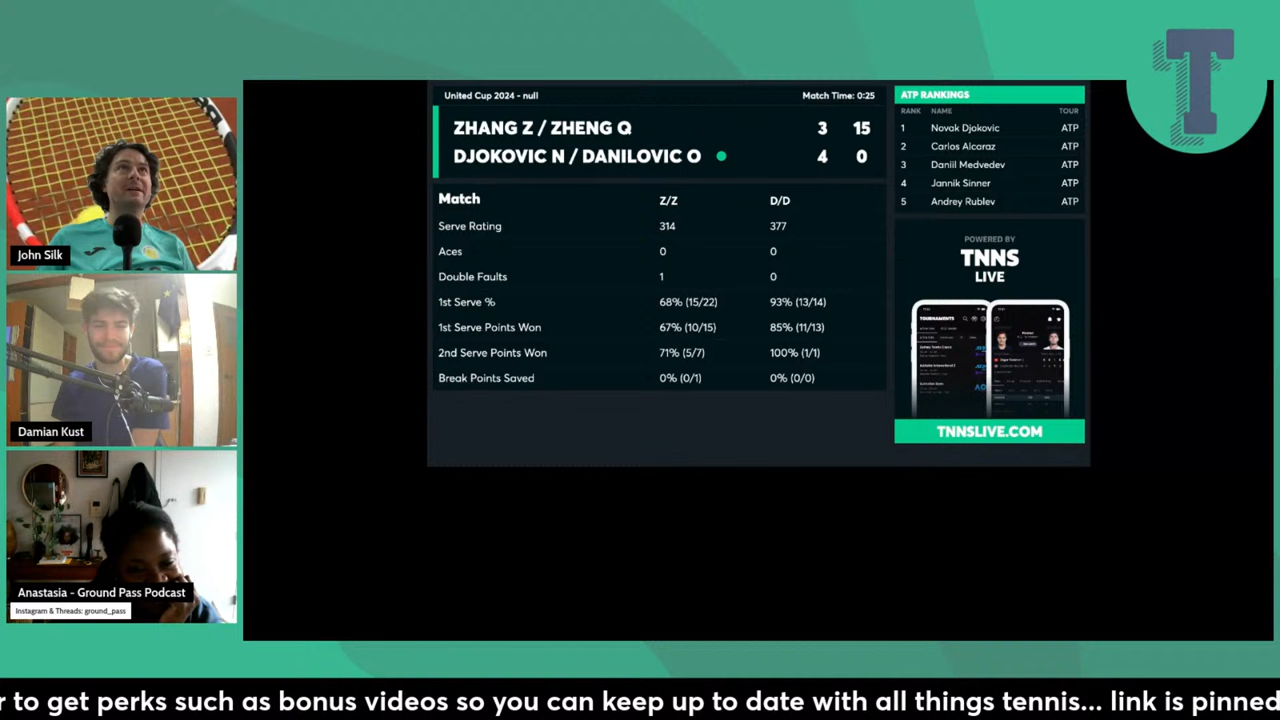 John Silk
Damian Kust
Anastasia - Ground Pass Podcast
Instagram & Threads: ground_pass
United Cup 2024 - null
Match Time: 0:25
ZHANG Z / ZHENG Q 3 15
DJOKOVIC N / DANILOVIC O 4 0
Match Z/Z D/D
Serve Rating 314 377
Aces 0 0
Double Faults 1 0
1st Serve % 68% (15/22) 93% (13/14)
1st Serve Points Won 67% (10/15) 85% (11/13)
2nd Serve Points Won 71% (5/7) 100% (1/1)
Break Points Saved 0% (0/1) 0% (0/0)
ATP RANKINGS
RANK NAME TOUR
1 Novak Djokovic ATP
2 Carlos Alcaraz ATP
3 Daniil Medvedev ATP
4 Jannik Sinner ATP
5 Andrey Rublev ATP
POWERED BY
TNNS
LIVE
TNNSLIVE.COM
T
r to get perks such as bonus videos so you can keep up to date with all things tennis... link is pinned